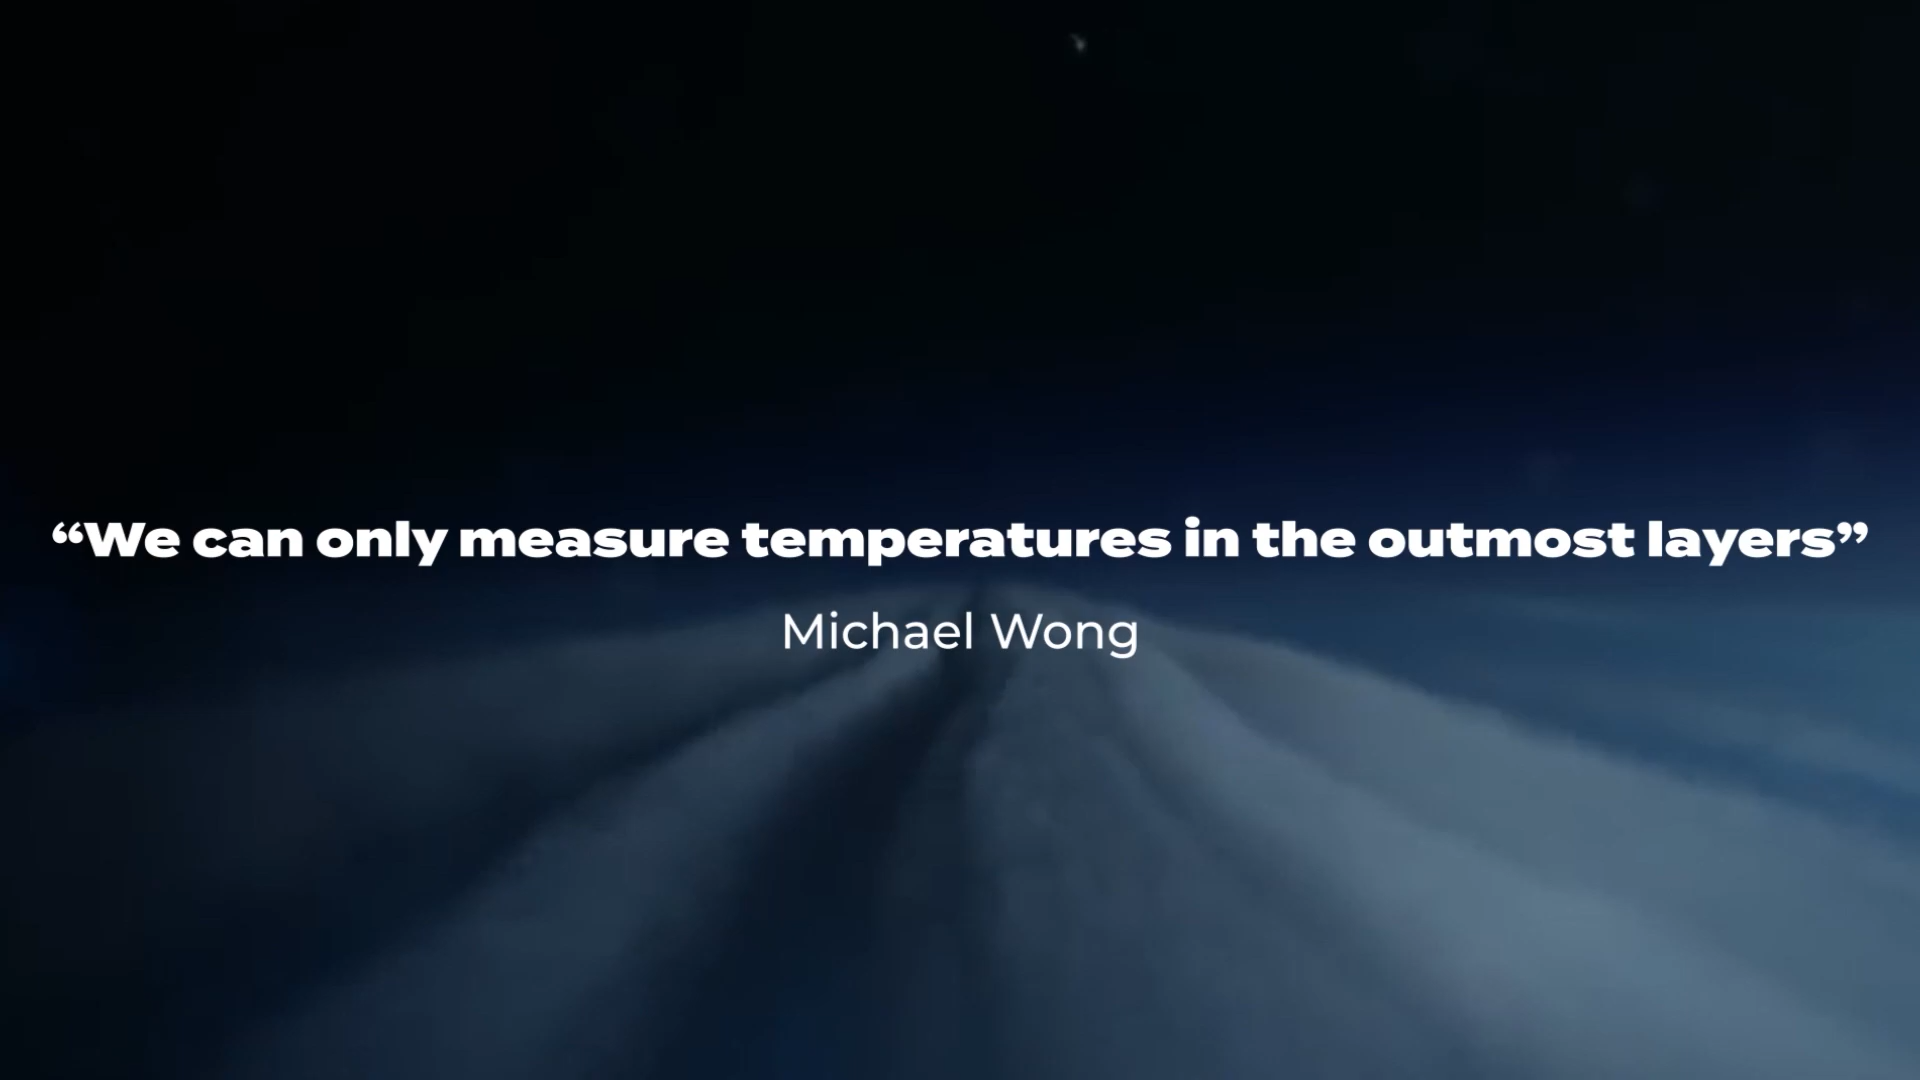 “We can only measure temperatures in the outmost layers”
Michael Wong